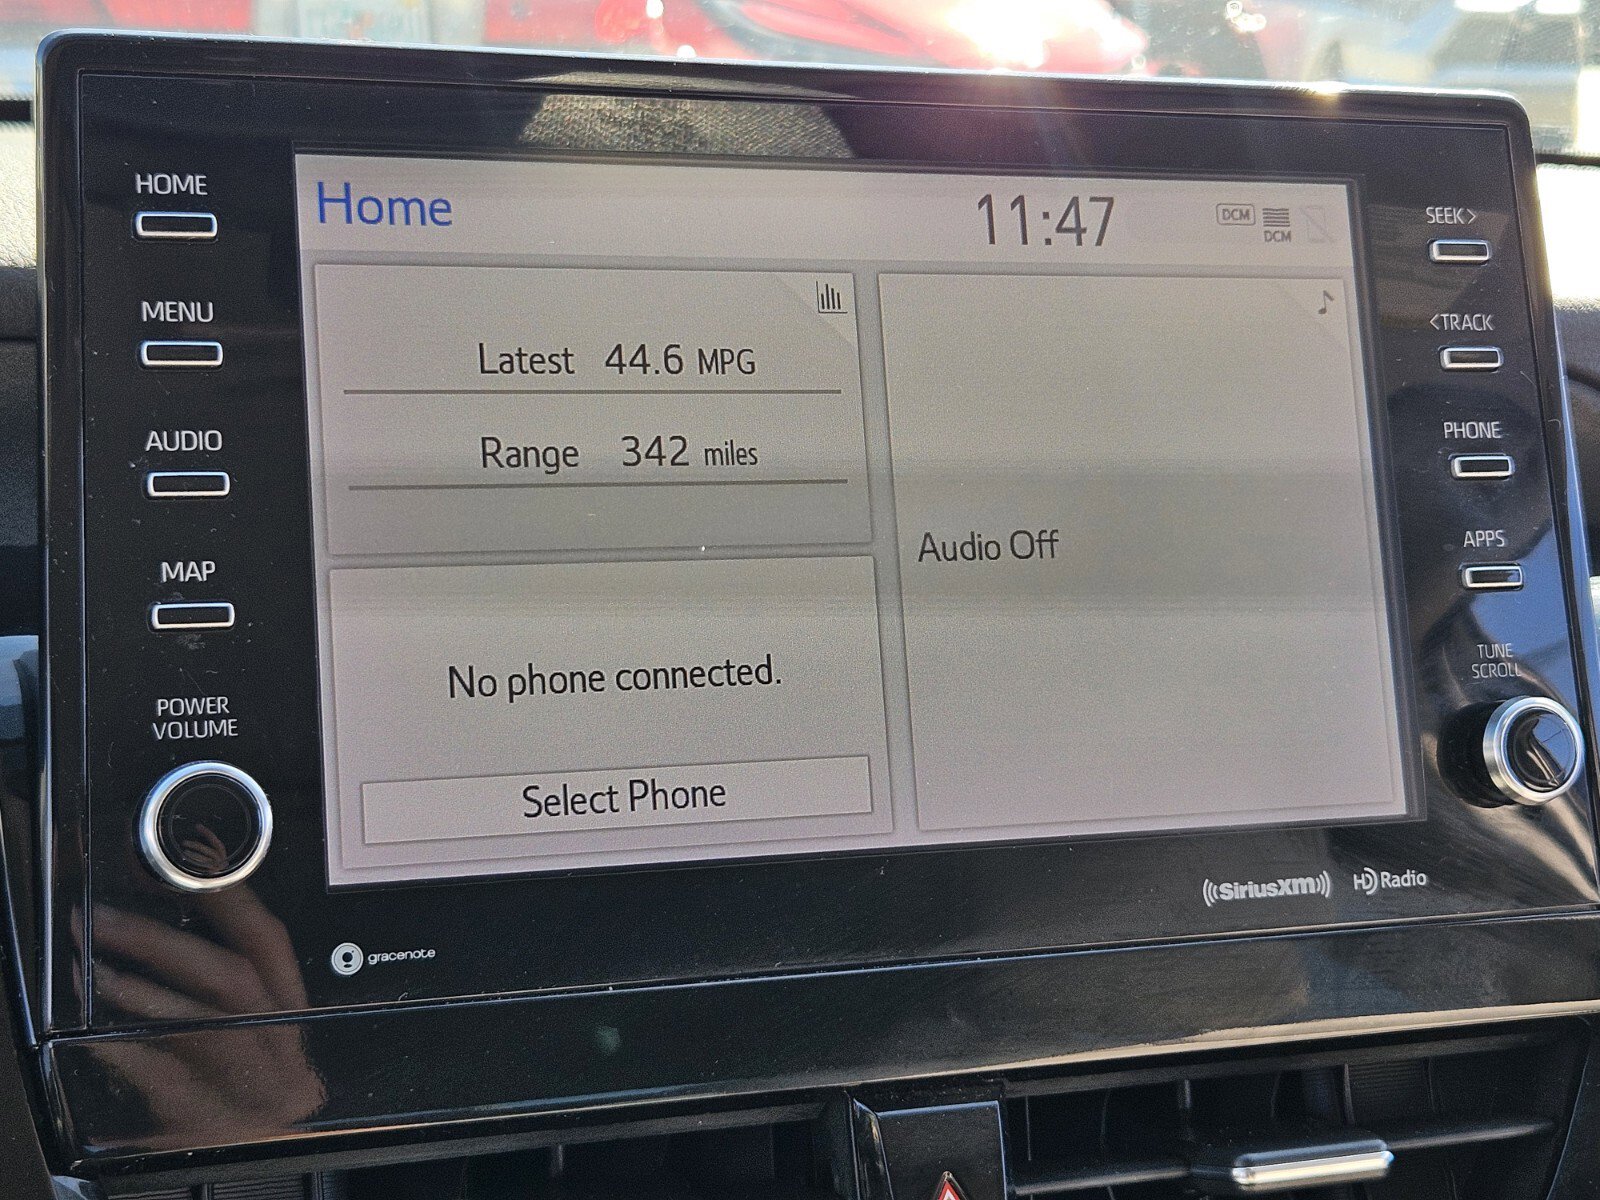 HOME
MENU
AUDIO
MAP
POWER
VOLUME
Home
11:47
DCM
DCM
Latest 44.6 MPG
Range 342 miles
No phone connected.
Select Phone
Audio Off
SEEK>
<TRACK
PHONE
APPS
TUNE
SCROLL
gracenote
((SiriusXM))
HD Radio